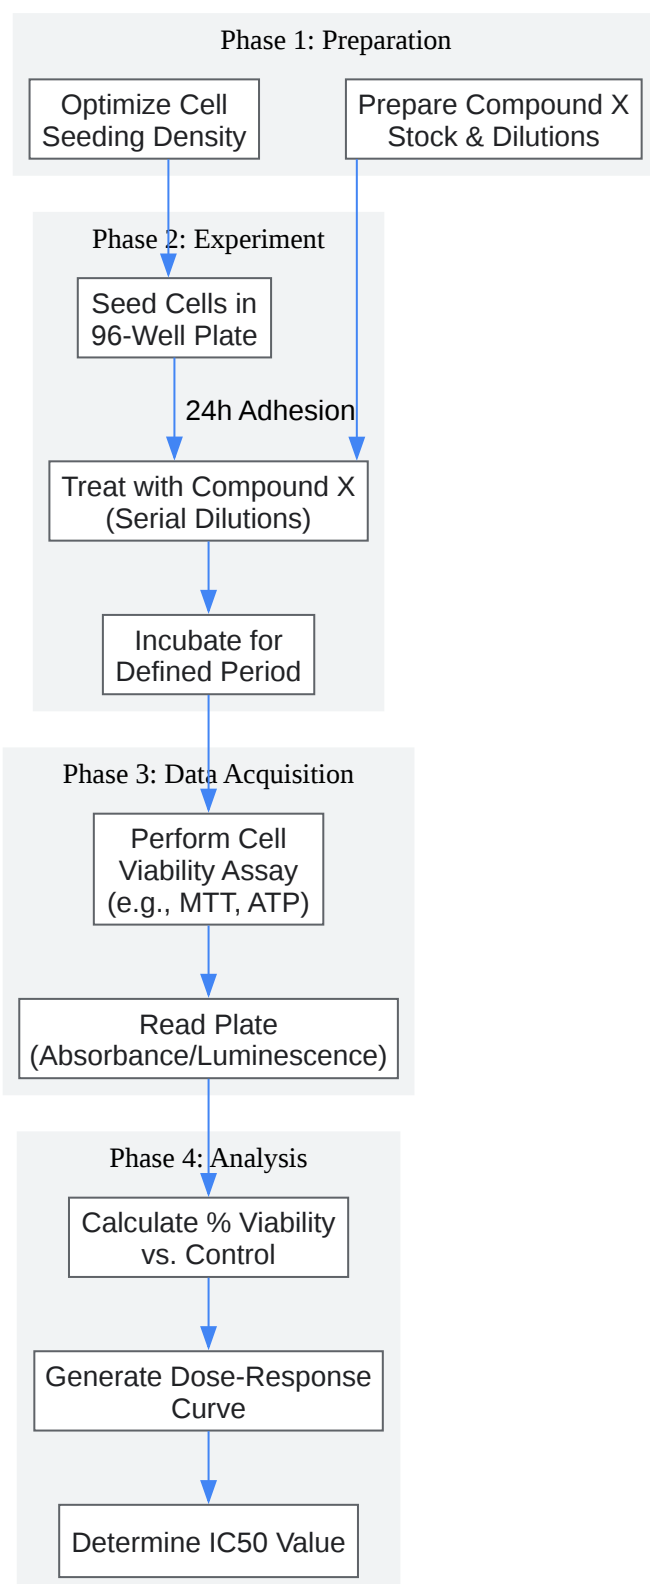 Phase 1: Preparation
Optimize Cell
Seeding Density
Prepare Compound X
Stock & Dilutions
Phase 2: Experiment
Seed Cells in
96-Well Plate
24h Adhesion
Treat with Compound X
(Serial Dilutions)
Incubate for
Defined Period
Phase 3: Data Acquisition
Perform Cell
Viability Assay
(e.g., MTT, ATP)
Read Plate
(Absorbance/Luminescence)
Phase 4: Analysis
Calculate % Viability
vs. Control
Generate Dose-Response
Curve
Determine IC50 Value